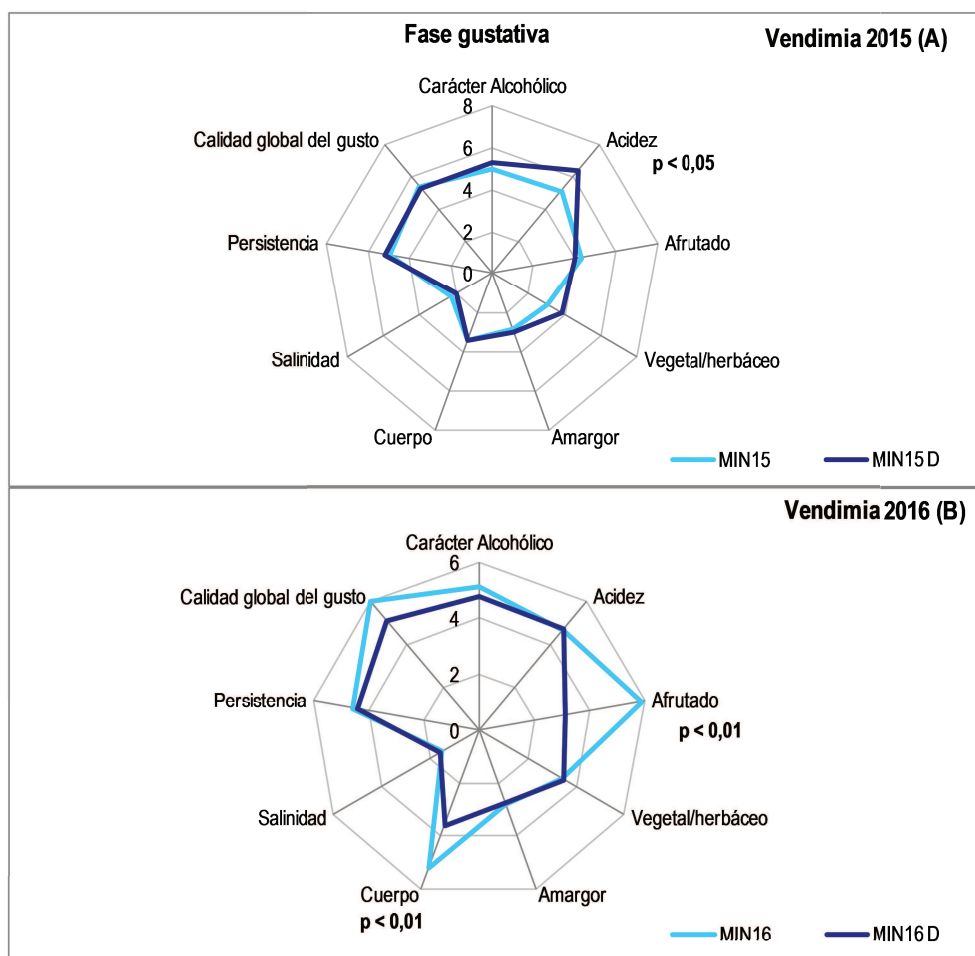 Fase gustativa
Vendimia 2015 (A)
Carácter Alcohólico
8
Calidad global del gusto
Acidez
6
p < 0,05
4
Persistencia
Afrutado
2
0
Salinidad
Vegetal/herbáceo
Cuerpo
Amargor
MIN15
MIN15 D
Vendimia 2016 (B)
Carácter Alcohólico
6
Calidad global del gusto
Acidez
4
2
Persistencia
Afrutado
p < 0,01
0
Salinidad
Vegetal/herbáceo
Cuerpo
Amargor
p < 0,01
MIN16
MIN16 D